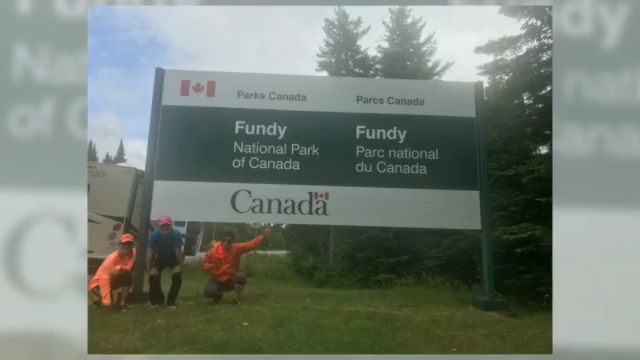 Parks Canada
Parcs Canada
Fundy
National Park
of Canada
Fundy
Parc national
du Canada
Canada